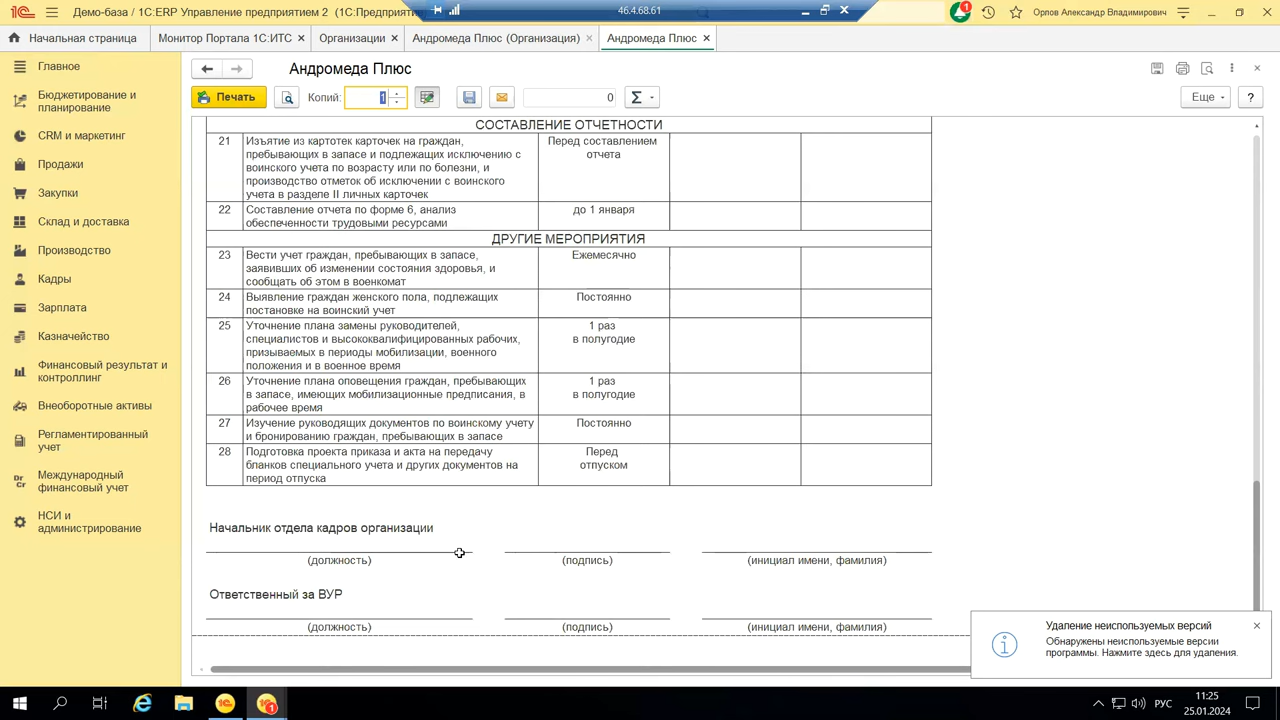 Демо-база / 1С:ERP Управление предприятием 2 (1С:Предприяти
46.4.68.61
1
Орлов Александр Владимирович
Начальная страница
Монитор Портала 1С:ИТС
Организации
Андромеда Плюс (Организация)
Андромеда Плюс
Главное
Бюджетирование и
планирование
CRM и маркетинг
Продажи
Закупки
Склад и доставка
Производство
Кадры
Зарплата
Казначейство
Финансовый результат и
контроллинг
Внеоборотные активы
Регламентированный
учет
Международный
финансовый учет
НСИ и
администрирование
Андромеда Плюс
Печать
Копий:
1
0
Σ
Еще
?
СОСТАВЛЕНИЕ ОТЧЕТНОСТИ
21 Изъятие из картотек карточек на граждан, Перед составлением
пребывающих в запасе и подлежащих исключению с отчета
воинского учета по возрасту или по болезни, и
производство отметок об исключении с воинского
учета в разделе II личных карточек
22 Составление отчета по форме 6, анализ до 1 января
обеспеченности трудовыми ресурсами
ДРУГИЕ МЕРОПРИЯТИЯ
23 Вести учет граждан, пребывающих в запасе, Ежемесячно
заявивших об изменении состояния здоровья, и
сообщать об этом в военкомат
24 Выявление граждан женского пола, подлежащих Постоянно
постановке на воинский учет
25 Уточнение плана замены руководителей, 1 раз
специалистов и высококвалифицированных рабочих, в полугодие
призываемых в периоды мобилизации, военного
положения и в военное время
26 Уточнение плана оповещения граждан, пребывающих 1 раз
в запасе, имеющих мобилизационные предписания, в в полугодие
рабочее время
27 Изучение руководящих документов по воинскому учету Постоянно
и бронированию граждан, пребывающих в запасе
28 Подготовка проекта приказа и акта на передачу Перед
бланков специального учета и других документов на отпуском
период отпуска
Начальник отдела кадров организации
(должность) (подпись) (инициал имени, фамилия)
Ответственный за ВУР
(должность) (подпись) (инициал имени, фамилия)
Удаление неиспользуемых версий
Обнаружены неиспользуемые версии
программы. Нажмите здесь для удаления.
РУС
11:25
25.01.2024